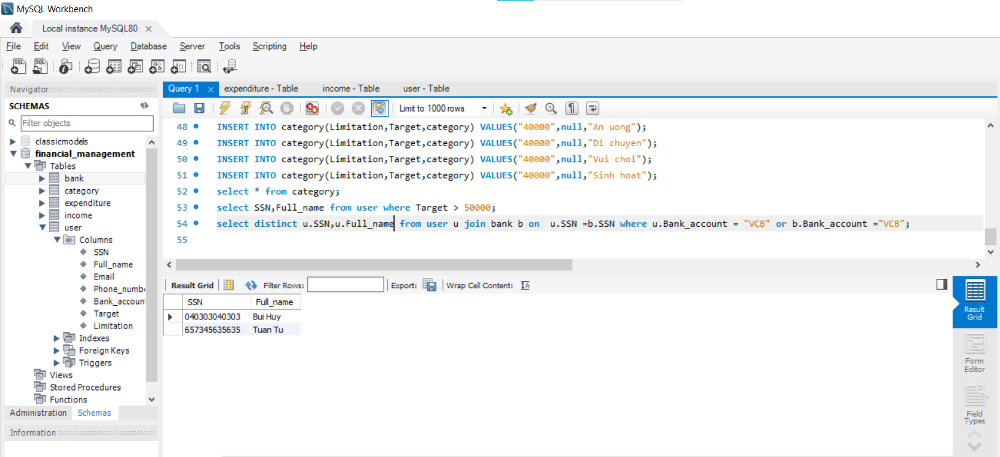 MySQL Workbench
Local instance MySQL80
File Edit View Query Database Server Tools Scripting Help
Navigator
SCHEMAS
Filter objects
classicmodels
financial_management
Tables
bank
category
expenditure
income
user
Columns
SSN
Full_name
Email
Phone_numb
Bank_accoun
Target
Limitation
Indexes
Foreign Keys
Triggers
Views
Stored Procedures
Functions
Administration Schemas
Information
Query 1 expenditure - Table income - Table user - Table
Limit to 1000 rows
48 INSERT INTO category(Limitation,Target,category) VALUES("40000",null,"An uong");
49 INSERT INTO category(Limitation,Target,category) VALUES("40000",null,"Di chuyen");
50 INSERT INTO category(Limitation,Target,category) VALUES("40000",null,"Vui choi");
51 INSERT INTO category(Limitation,Target,category) VALUES("40000",null,"Sinh hoat");
52 select * from category;
53 select SSN,Full_name from user where Target > 50000;
54 select distinct u.SSN,u.Full_name from user u join bank b on u.SSN =b.SSN where u.Bank_account = "VCB" or b.Bank_account ="VCB";
55
Result Grid Filter Rows: Export: Wrap Cell Content:
SSN Full_name
040303040303 Bui Huy
657345635635 Tuan Tu
Result
Grid
Form
Editor
Field
Types